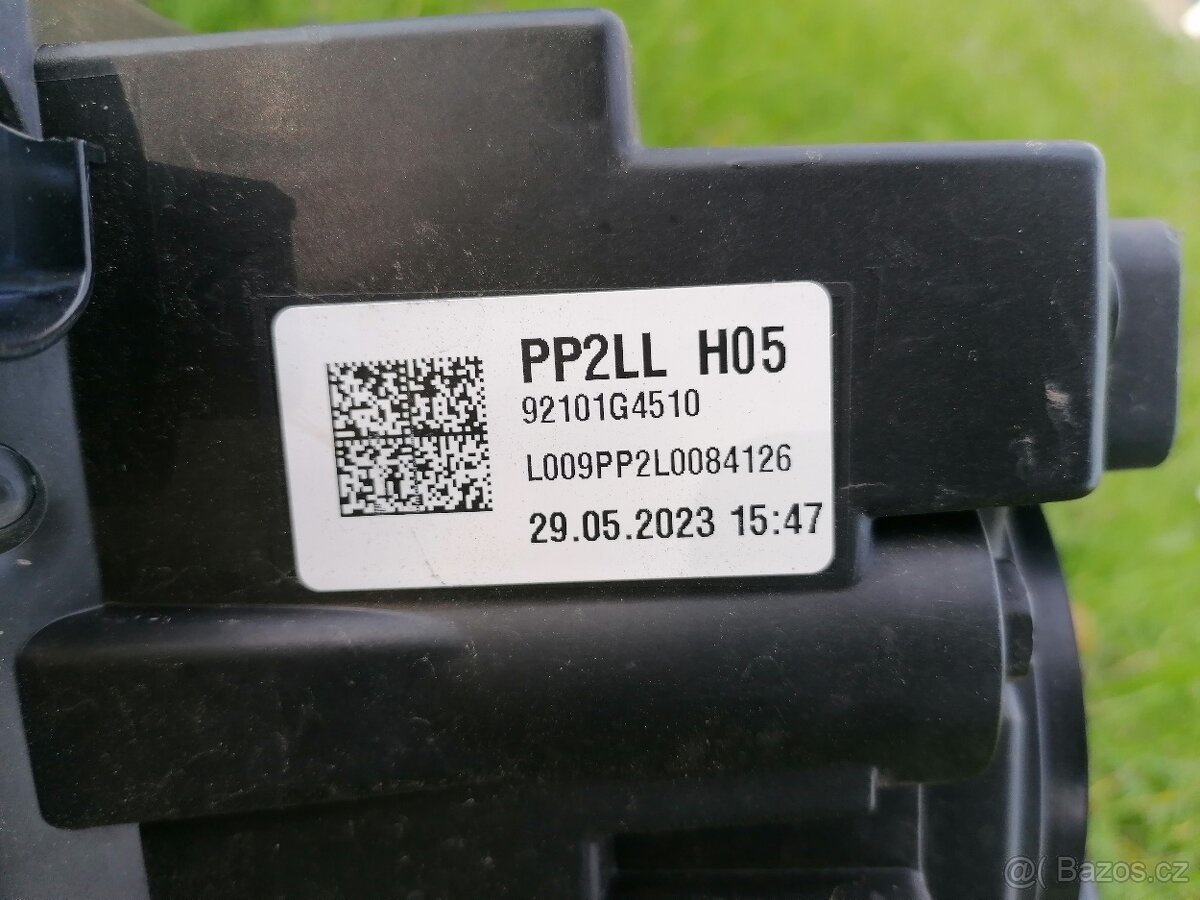 PP2LL H05
92101G4510
L009PP2L0084126
29.05.2023 15:47
@( Bazos.cz